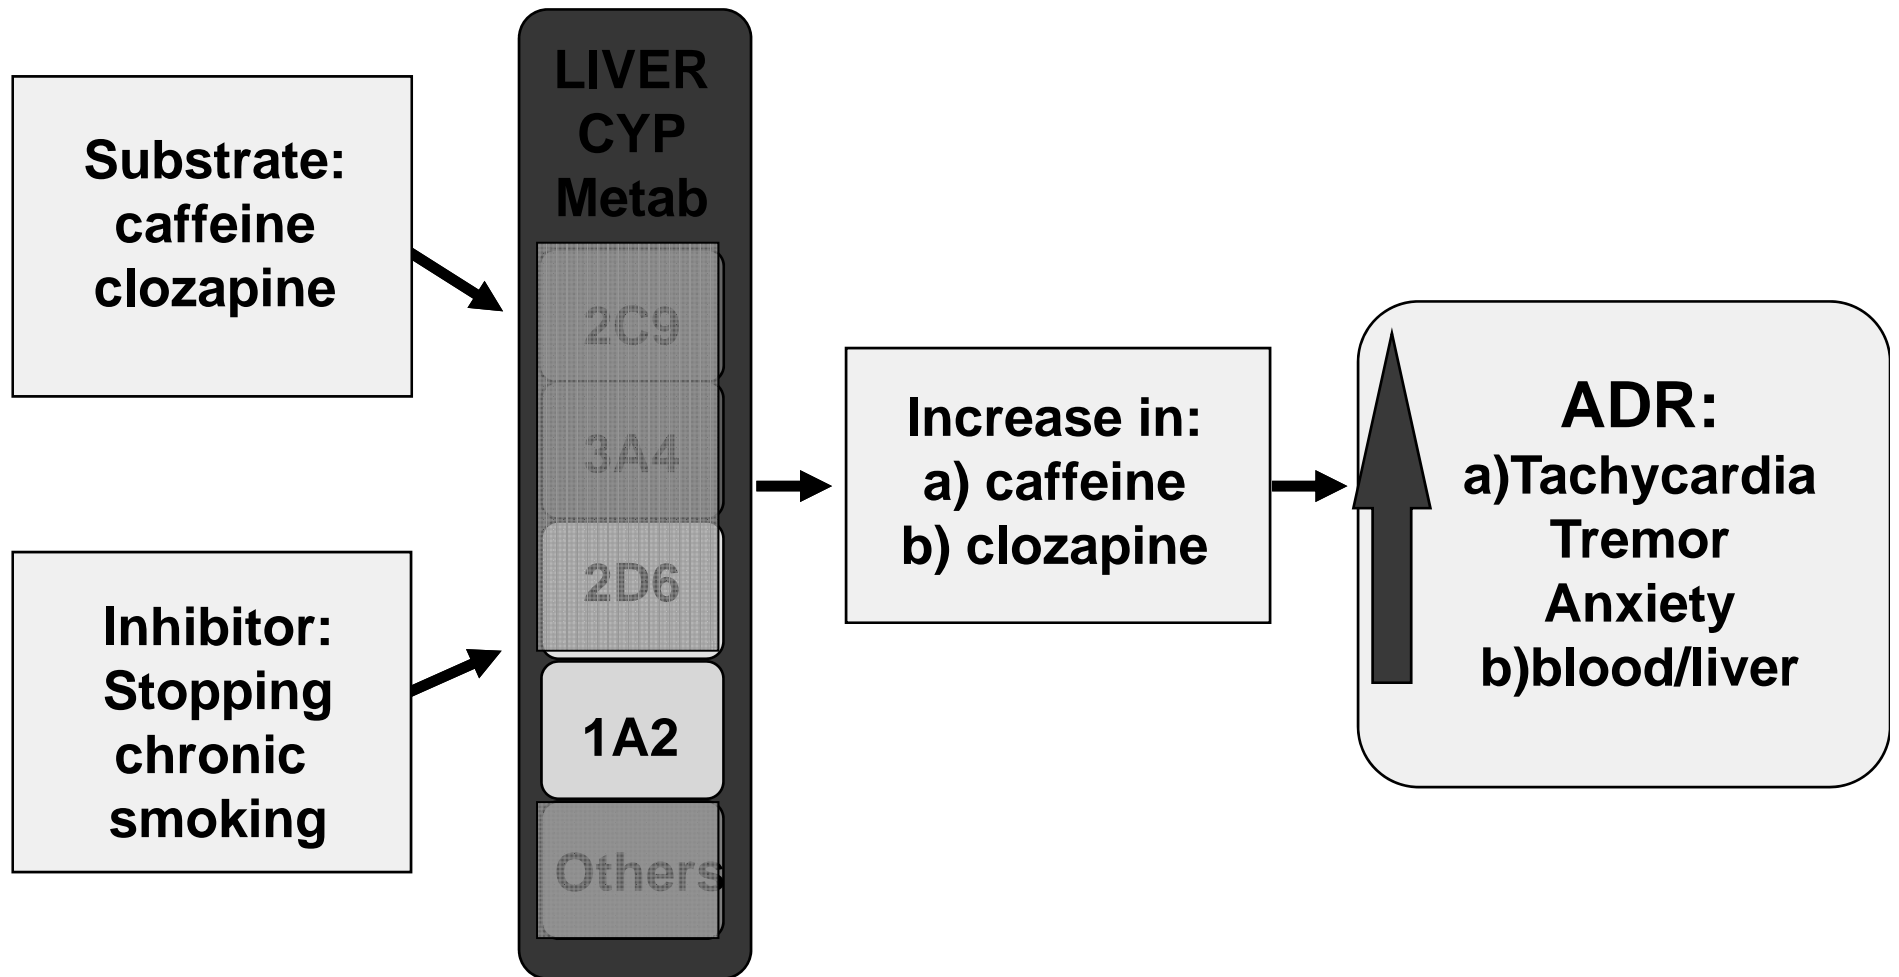 Substrate:
caffeine
clozapine
Inhibitor:
Stopping
chronic
smoking
LIVER
CYP
Metab
2C9
3A4
2D6
1A2
Others
Increase in:
a) caffeine
b) clozapine
ADR:
a)Tachycardia
Tremor
Anxiety
b)blood/liver